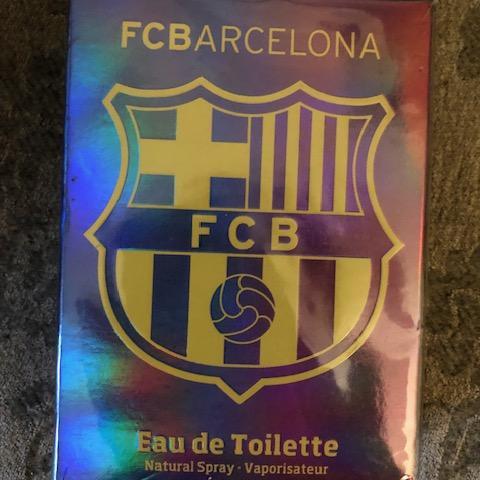 FCBARCELONA
FCB
Eau de Toilette
Natural Spray · Vaporisateur